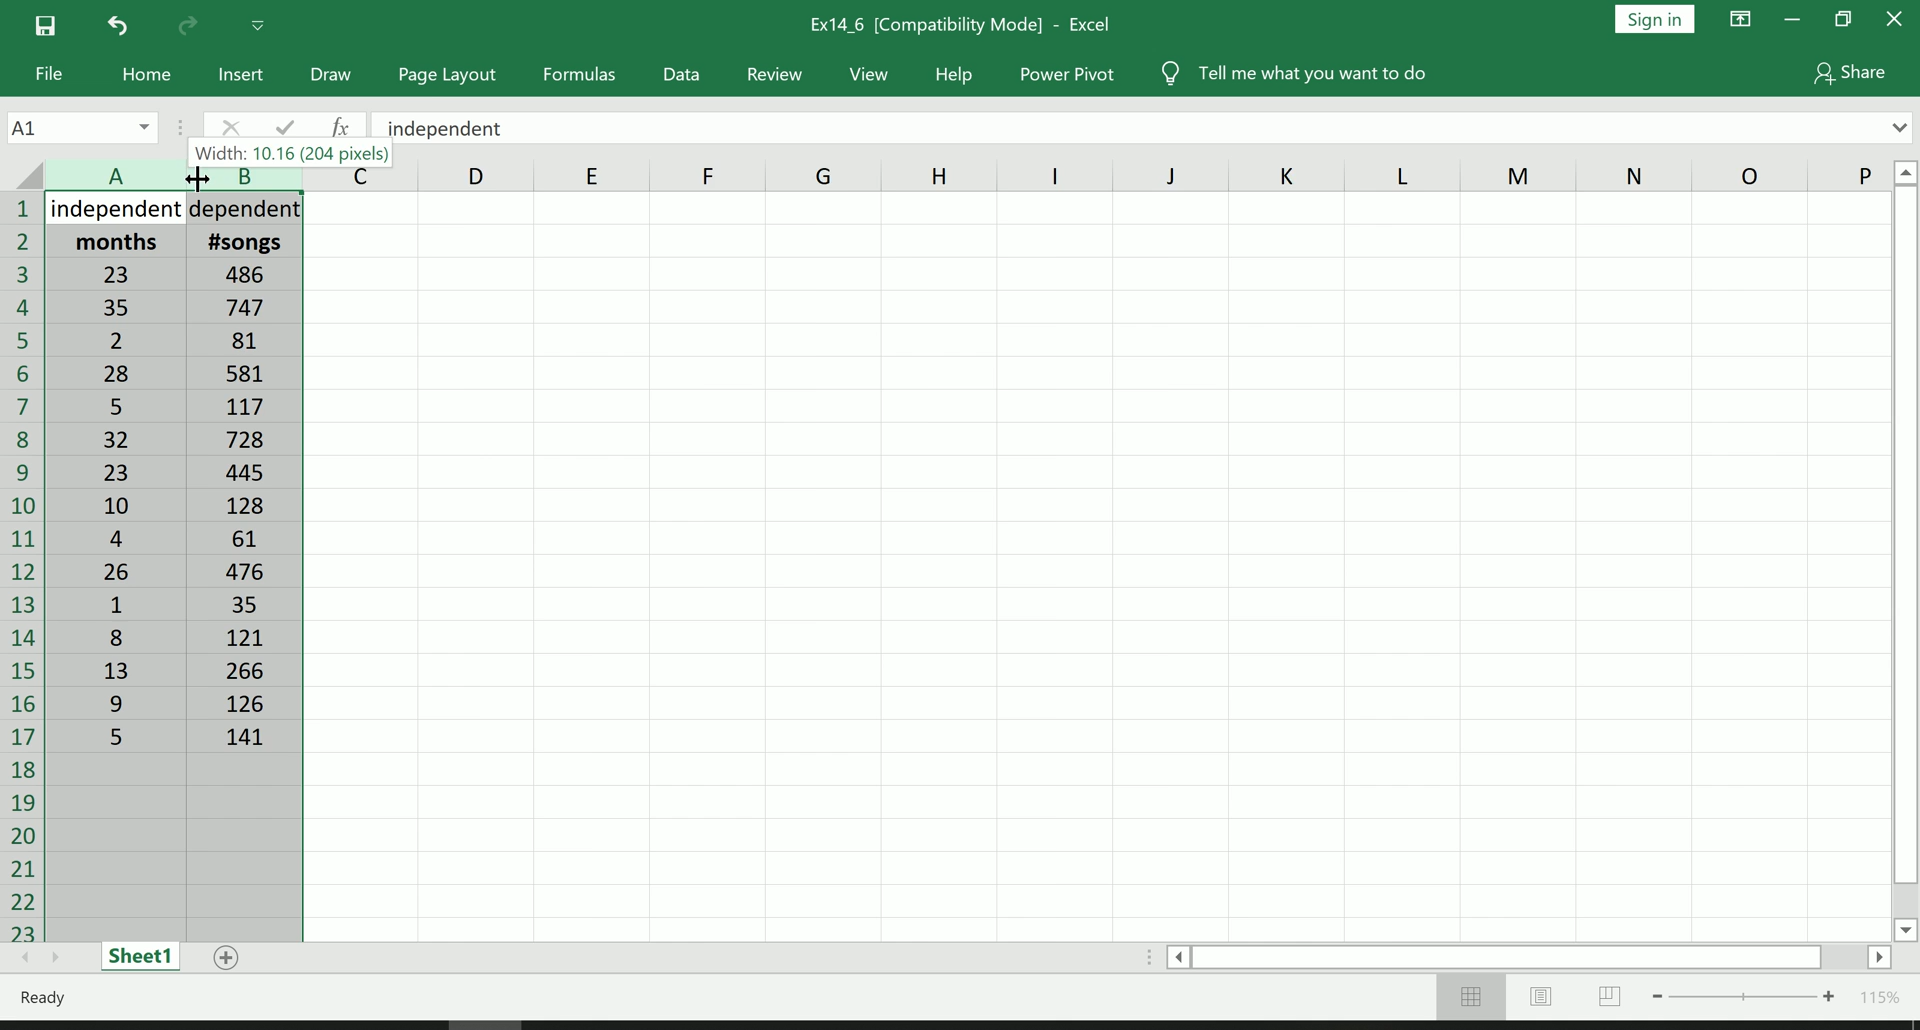 Ex14_6 [Compatibility Mode] - Excel
Sign in
File Home Insert Draw Page Layout Formulas Data Review View Help Power Pivot Tell me what you want to do Share
A1 fx independent
Width: 10.16 (204 pixels)
A B C D E F G H I J K L M N O P
1 independent dependent
2 months #songs
3 23 486
4 35 747
5 2 81
6 28 581
7 5 117
8 32 728
9 23 445
10 10 128
11 4 61
12 26 476
13 1 35
14 8 121
15 13 266
16 9 126
17 5 141
18
19
20
21
22
23
Sheet1
Ready 115%